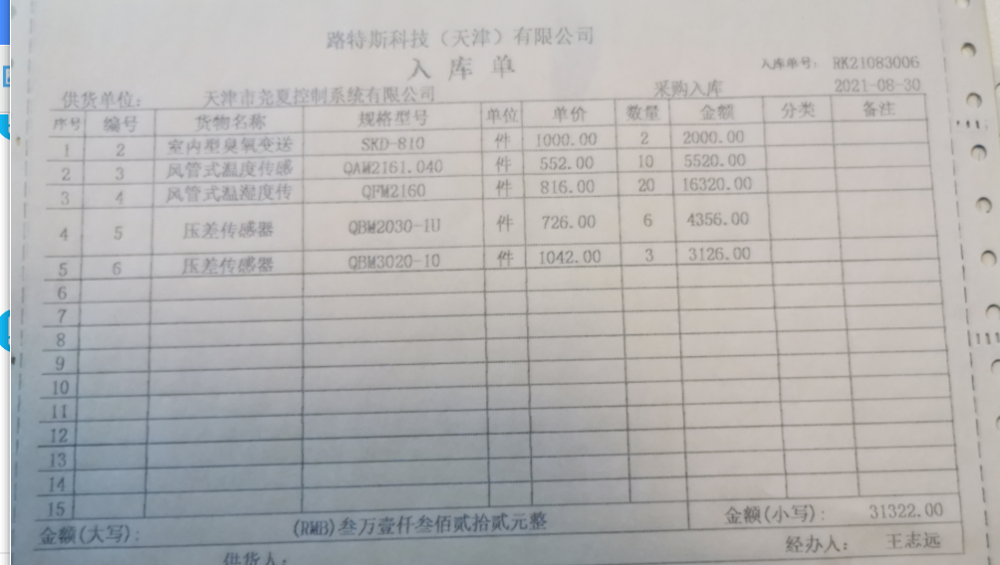 路特斯科技（天津）有限公司
入库单
入库单号: RK21083006
供货单位: 天津市尧夏控制系统有限公司 采购入库 2021-08-30
序号 编号 货物名称 规格型号 单位 单价 数量 金额 分类 备注
1 2 室内型臭氧变送 SKD-810 件 1000.00 2 2000.00
2 3 风管式温度传感 QAM2161.040 件 552.00 10 5520.00
3 4 风管式温湿度传 QFM2160 件 816.00 20 16320.00
4 5 压差传感器 QBM2030-1U 件 726.00 6 4356.00
5 6 压差传感器 QBM3020-10 件 1042.00 3 3126.00
6
7
8
9
10
11
12
13
14
15
金额(大写): (RMB)叁万壹仟叁佰贰拾贰元整 金额(小写): 31322.00
供货人: 经办人: 王志远